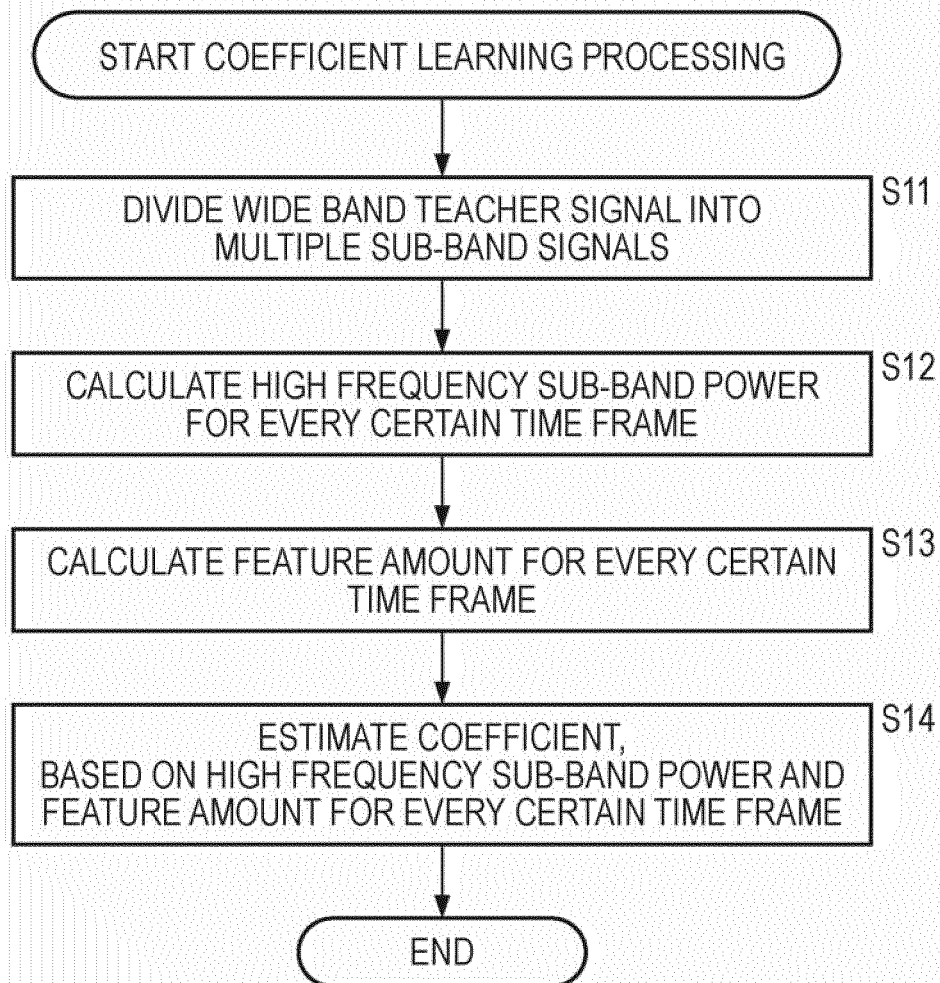 START COEFFICIENT LEARNING PROCESSING
S11
DIVIDE WIDE BAND TEACHER SIGNAL INTO
MULTIPLE SUB-BAND SIGNALS
S12
CALCULATE HIGH FREQUENCY SUB-BAND POWER
FOR EVERY CERTAIN TIME FRAME
S13
CALCULATE FEATURE AMOUNT FOR EVERY CERTAIN
TIME FRAME
S14
ESTIMATE COEFFICIENT,
BASED ON HIGH FREQUENCY SUB-BAND POWER AND
FEATURE AMOUNT FOR EVERY CERTAIN TIME FRAME
END